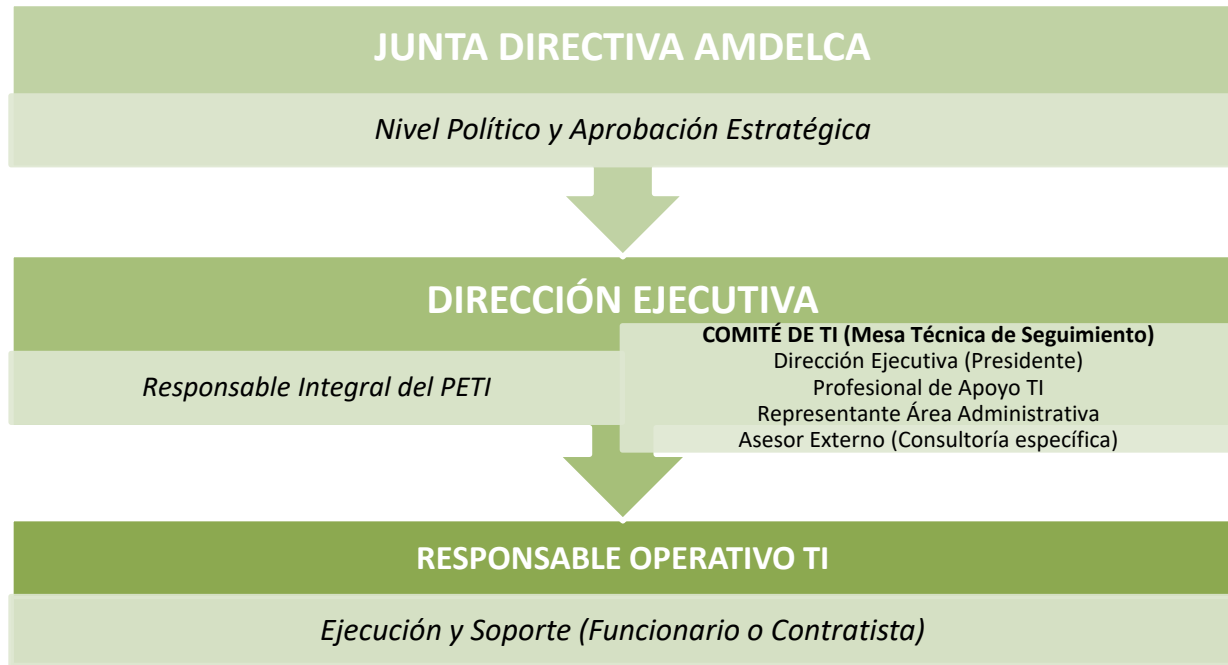 JUNTA DIRECTIVA AMDELCA
Nivel Político y Aprobación Estratégica
DIRECCIÓN EJECUTIVA
Responsable Integral del PETI
COMITÉ DE TI (Mesa Técnica de Seguimiento)
Dirección Ejecutiva (Presidente)
Profesional de Apoyo TI
Representante Área Administrativa
Asesor Externo (Consultoría específica)
RESPONSABLE OPERATIVO TI
Ejecución y Soporte (Funcionario o Contratista)